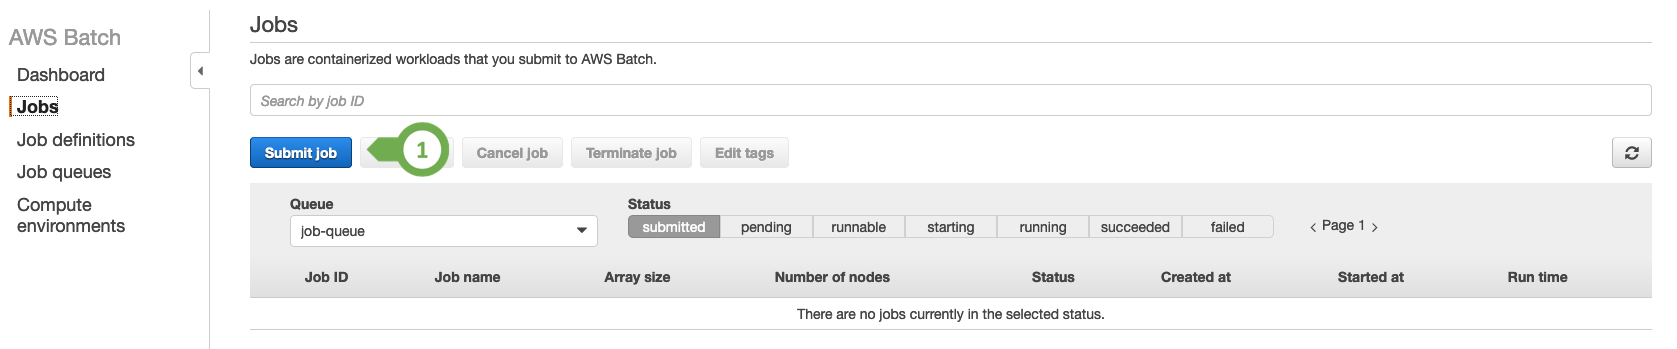 AWS Batch
Dashboard
Jobs
Job definitions
Job queues
Compute
environments
Jobs
Jobs are containerized workloads that you submit to AWS Batch.
Search by job ID
Submit job 1 Cancel job Terminate job Edit tags
Queue Status
job-queue submitted pending runnable starting running succeeded failed < Page 1 >
Job ID Job name Array size Number of nodes Status Created at Started at Run time
There are no jobs currently in the selected status.